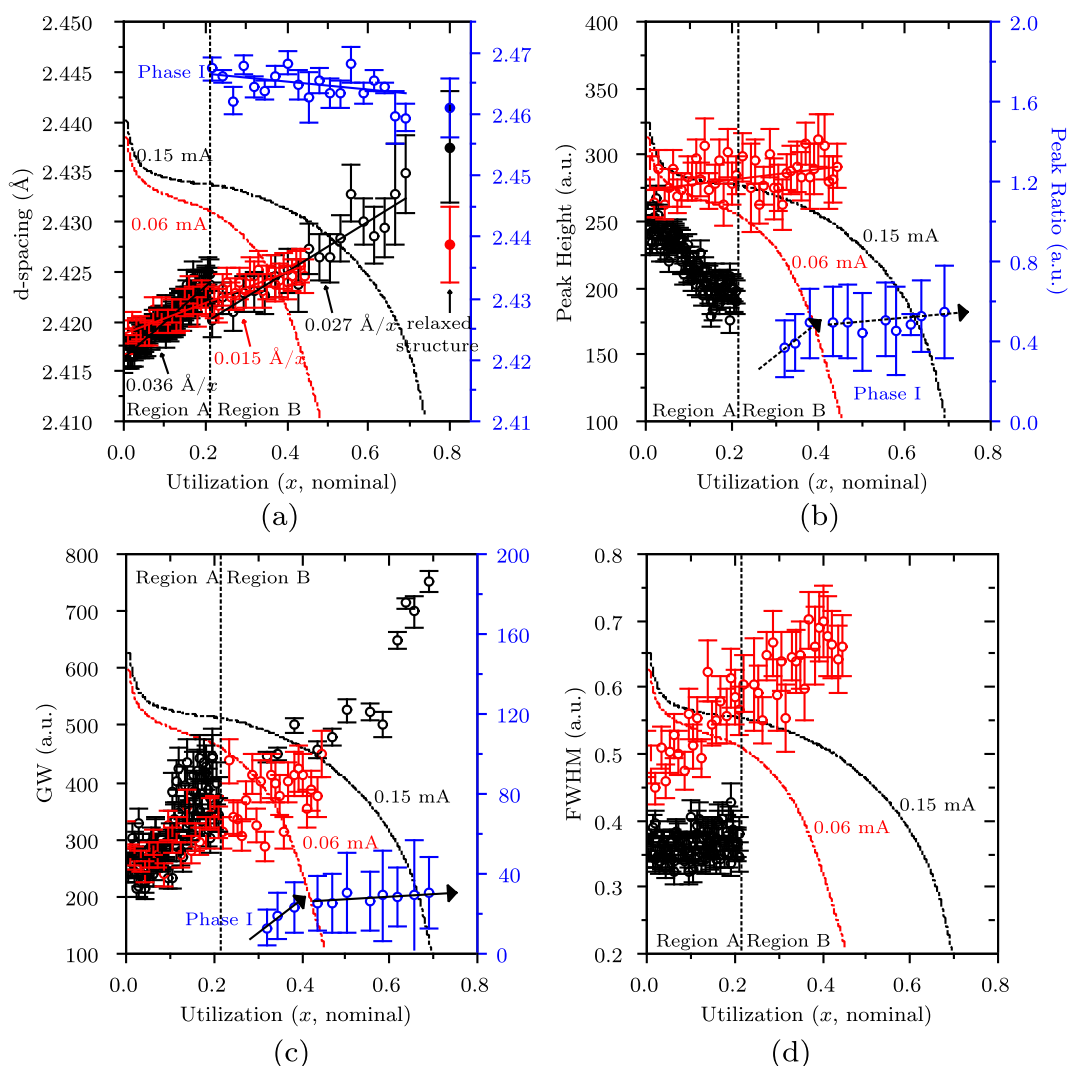 2.450
2.445
2.440
2.435
2.430
2.425
2.420
2.415
2.410
d-spacing (Å)
Phase I
0.15 mA
0.06 mA
0.036 Å/x
0.015 Å/x
0.027 Å/x
relaxed
structure
Region A
Region B
2.47
2.46
2.45
2.44
2.43
2.42
2.41
0.0 0.2 0.4 0.6 0.8
Utilization (x, nominal)
(a)
400
350
300
250
200
150
100
Peak Height (a.u.)
0.15 mA
0.06 mA
Phase I
Region A
Region B
2.0
1.6
1.2
0.8
0.4
0.0
Peak Ratio (a.u.)
0.0 0.2 0.4 0.6 0.8
Utilization (x, nominal)
(b)
800
700
600
500
400
300
200
100
GW (a.u.)
Region A
Region B
0.15 mA
0.06 mA
Phase I
200
160
120
80
40
0
0.0 0.2 0.4 0.6 0.8
Utilization (x, nominal)
(c)
0.8
0.7
0.6
0.5
0.4
0.3
0.2
FWHM (a.u.)
0.15 mA
0.06 mA
Region A
Region B
0.0 0.2 0.4 0.6 0.8
Utilization (x, nominal)
(d)